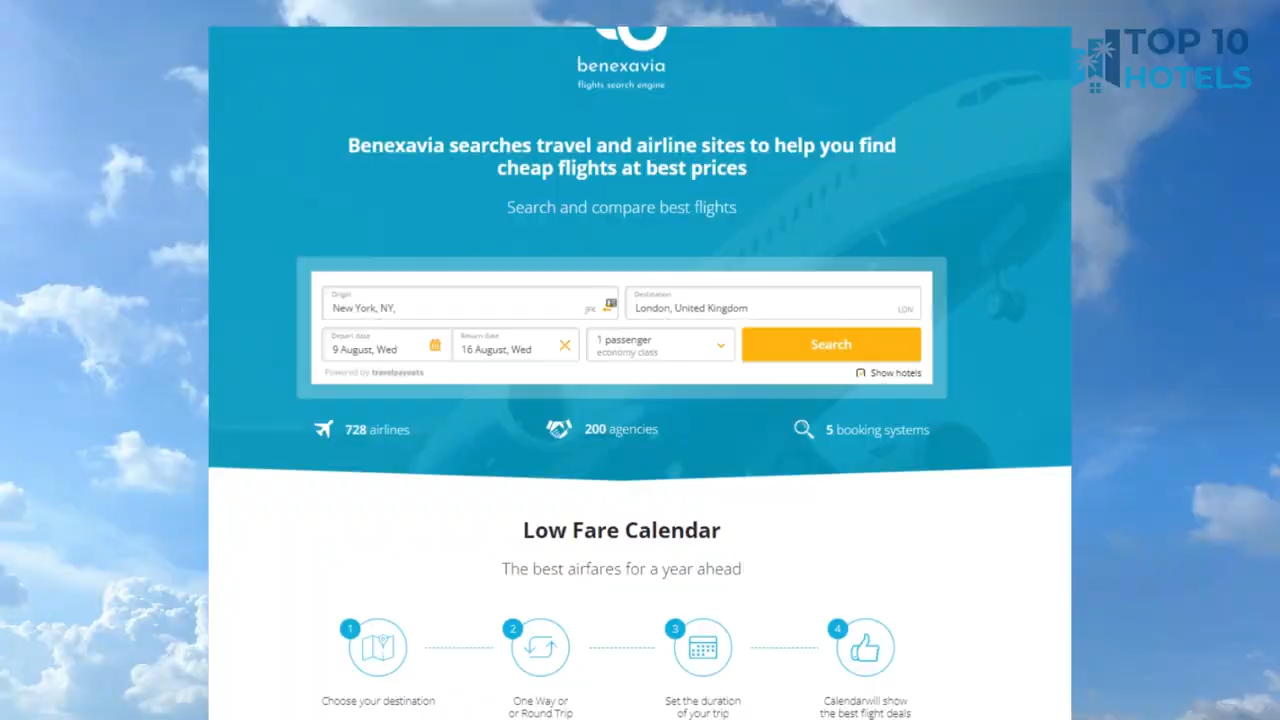 TOP 10
HOTELS
benexavia
flights search engine
Benexavia searches travel and airline sites to help you find
cheap flights at best prices
Search and compare best flights
Origin
New York, NY,
JFK
Destination
London, United Kingdom
LON
Depart date
9 August, Wed
Return date
16 August, Wed
1 passenger
economy class
Search
Powered by travelpayouts
Show hotels
728 airlines
200 agencies
5 booking systems
Low Fare Calendar
The best airfares for a year ahead
1
2
3
4
Choose your destination
One Way or
or Round Trip
Set the duration
of your trip
Calendarwill show
the best flight deals